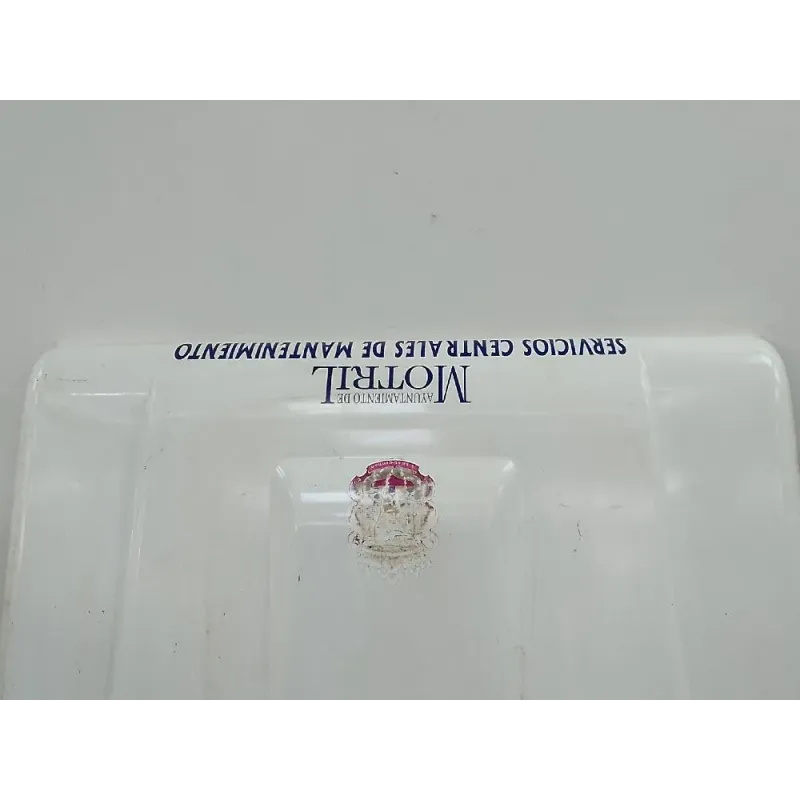 AYUNTAMIENTO DE
MOTRIL
SERVICIOS CENTRALES DE MANTENIMIENTO